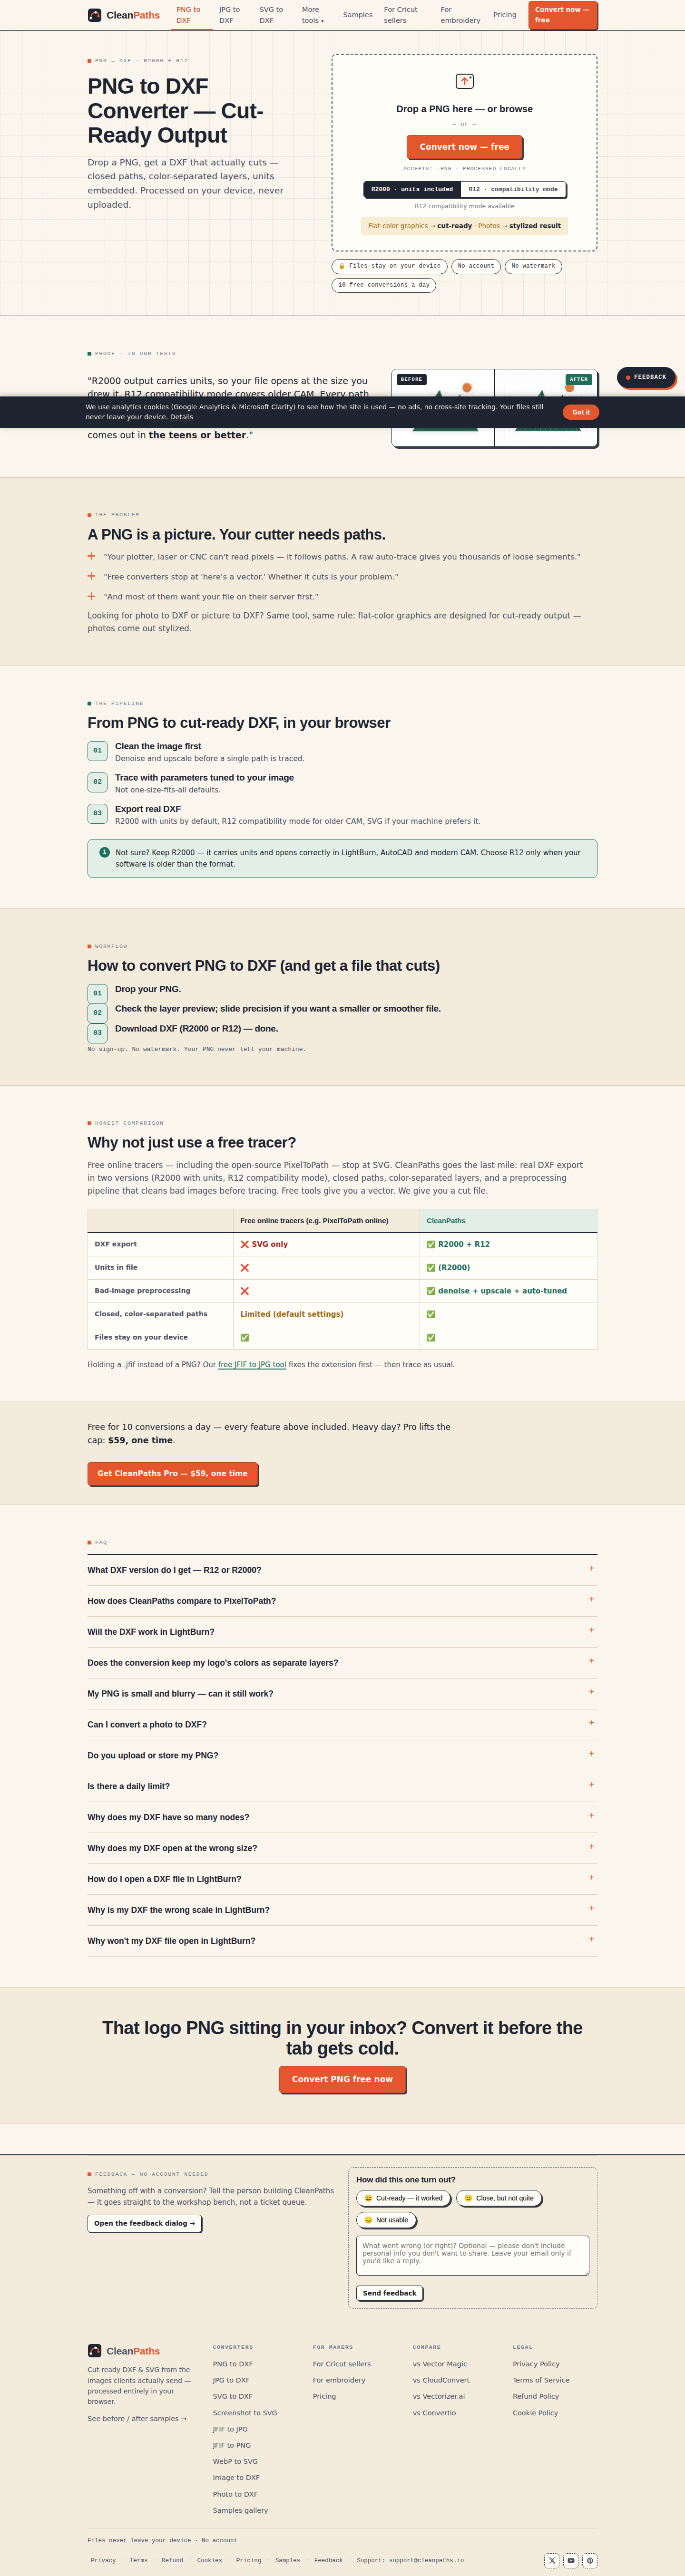 CleanPaths
PNG to DXF
JPG to DXF
SVG to DXF
More tools ▾
Samples
For Cricut sellers
For embroidery
Pricing
Convert now — free
PNG → DXF · R2000 + R12
PNG to DXF
Converter — Cut-
Ready Output
Drop a PNG, get a DXF that actually cuts —
closed paths, color-separated layers, units
embedded. Processed on your device, never
uploaded.
Drop a PNG here — or browse
— OR —
Convert now — free
ACCEPTS: .PNG · PROCESSED LOCALLY
R2000 · units included
R12 · compatibility mode
R12 compatibility mode available
Flat-color graphics → cut-ready · Photos → stylized result
🔒 Files stay on your device
No account
No watermark
10 free conversions a day
PROOF — IN OUR TESTS
"R2000 output carries units, so your file opens at the size you
drew it. R12 compatibility mode covers older CAM. Every path
comes out in the teens or better."
BEFORE
AFTER
FEEDBACK
We use analytics cookies (Google Analytics & Microsoft Clarity) to see how the site is used — no ads, no cross-site tracking. Your files still
never leave your device. Details
Got it
THE PROBLEM
A PNG is a picture. Your cutter needs paths.
"Your plotter, laser or CNC can't read pixels — it follows paths. A raw auto-trace gives you thousands of loose segments."
"Free converters stop at 'here's a vector.' Whether it cuts is your problem."
"And most of them want your file on their server first."
Looking for photo to DXF or picture to DXF? Same tool, same rule: flat-color graphics are designed for cut-ready output —
photos come out stylized.
THE PIPELINE
From PNG to cut-ready DXF, in your browser
01
Clean the image first
Denoise and upscale before a single path is traced.
02
Trace with parameters tuned to your image
Not one-size-fits-all defaults.
03
Export real DXF
R2000 with units by default, R12 compatibility mode for older CAM, SVG if your machine prefers it.
i
Not sure? Keep R2000 — it carries units and opens correctly in LightBurn, AutoCAD and modern CAM. Choose R12 only when your
software is older than the format.
WORKFLOW
How to convert PNG to DXF (and get a file that cuts)
01
Drop your PNG.
02
Check the layer preview; slide precision if you want a smaller or smoother file.
03
Download DXF (R2000 or R12) — done.
No sign-up. No watermark. Your PNG never left your machine.
HONEST COMPARISON
Why not just use a free tracer?
Free online tracers — including the open-source PixelToPath — stop at SVG. CleanPaths goes the last mile: real DXF export
in two versions (R2000 with units, R12 compatibility mode), closed paths, color-separated layers, and a preprocessing
pipeline that cleans bad images before tracing. Free tools give you a vector. We give you a cut file.
Free online tracers (e.g. PixelToPath online)
CleanPaths
DXF export
❌ SVG only
✅ R2000 + R12
Units in file
❌
✅ (R2000)
Bad-image preprocessing
❌
✅ denoise + upscale + auto-tuned
Closed, color-separated paths
Limited (default settings)
✅
Files stay on your device
✅
✅
Holding a .jfif instead of a PNG? Our free JFIF to JPG tool fixes the extension first — then trace as usual.
Free for 10 conversions a day — every feature above included. Heavy day? Pro lifts the
cap: $59, one time.
Get CleanPaths Pro — $59, one time
FAQ
What DXF version do I get — R12 or R2000? +
How does CleanPaths compare to PixelToPath? +
Will the DXF work in LightBurn? +
Does the conversion keep my logo's colors as separate layers? +
My PNG is small and blurry — can it still work? +
Can I convert a photo to DXF? +
Do you upload or store my PNG? +
Is there a daily limit? +
Why does my DXF have so many nodes? +
Why does my DXF open at the wrong size? +
How do I open a DXF file in LightBurn? +
Why is my DXF the wrong scale in LightBurn? +
Why won't my DXF file open in LightBurn? +
That logo PNG sitting in your inbox? Convert it before the
tab gets cold.
Convert PNG free now
FEEDBACK — NO ACCOUNT NEEDED
Something off with a conversion? Tell the person building CleanPaths
— it goes straight to the workshop bench, not a ticket queue.
Open the feedback dialog →
How did this one turn out?
😄 Cut-ready — it worked
😐 Close, but not quite
😞 Not usable
What went wrong (or right)? Optional — please don't include
personal info you don't want to share. Leave your email only if
you'd like a reply.
Send feedback
CleanPaths
Cut-ready DXF & SVG from the
images clients actually send —
processed entirely in your
browser.
See before / after samples →
CONVERTERS
PNG to DXF
JPG to DXF
SVG to DXF
Screenshot to SVG
JFIF to JPG
JFIF to PNG
WebP to SVG
Image to DXF
Photo to DXF
Samples gallery
FOR MAKERS
For Cricut sellers
For embroidery
Pricing
COMPARE
vs Vector Magic
vs CloudConvert
vs Vectorizer.ai
vs Convertio
LEGAL
Privacy Policy
Terms of Service
Refund Policy
Cookie Policy
Files never leave your device · No account
Privacy
Terms
Refund
Cookies
Pricing
Samples
Feedback
Support: support@cleanpaths.io